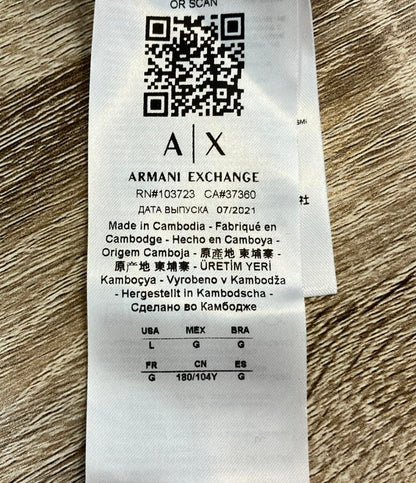 OR SCAN
A|X
ARMANI EXCHANGE
RN#103723 CA#37360
ДАТА ВЫПУСКА 07/2021
Made in Cambodia - Fabriqué en
Cambodge - Hecho en Camboya -
Origem Camboja - 原產地 柬埔寨 -
原产地 柬埔寨 - ÜRETİM YERİ
Kamboçya - Vyrobeno v Kambodža
- Hergestellt in Kambodscha -
Сделано во Камбодже
USA MEX BRA
L G G
FR CN ES
G 180/104Y G
社